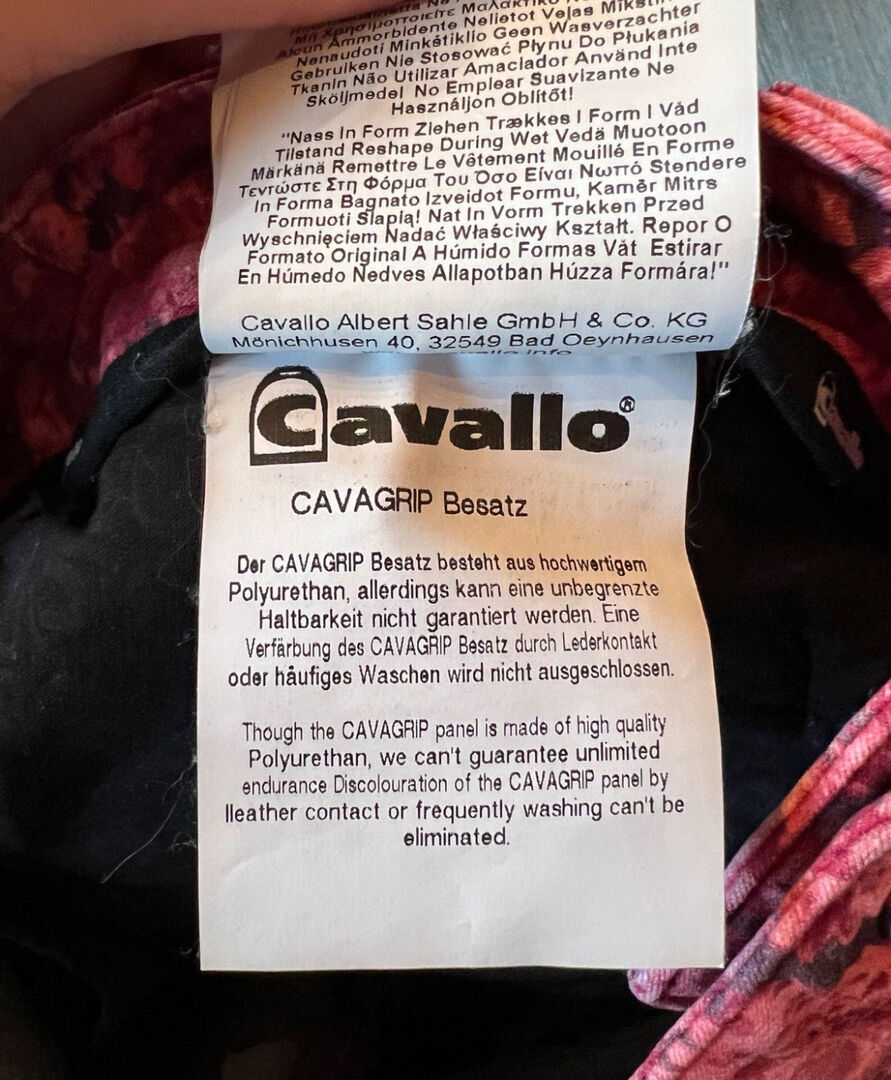 Μη Χρησιμοποιείτε Μαλακτικό
Alcun Ammorbidente Nelietot Veļas
Nenaudoti Minkštiklio Geen Wasverzachter
Gebruiken Nie Stosować Płynu Do Płukania
Tkanin Não Utilizar Amaciador Använd Inte
Sköljmedel No Emplear Suavizante Ne
Használjon Oblítőt!
"Nass In Form Ziehen Trækkes I Form I Våd
Tilstand Reshape During Wet Vedä Muotoon
Märkänä Remettre Le Vêtement Mouillé En Forme
Τεντώστε Στη Φόρμα Του Όσο Είναι Νωπό Stendere
In Forma Bagnato Izveidot Formu, Kamēr Mitrs
Formuoti Šlapią! Nat In Vorm Trekken Przed
Wyschnięciem Nadać Właściwy Kształt. Repor O
Formato Original A Húmido Formas Våt Estirar
En Húmedo Nedves Állapotban Húzza Formára!"
Cavallo Albert Sahle GmbH & Co. KG
Mönichhusen 40, 32549 Bad Oeynhausen
Cavallo®
CAVAGRIP Besatz
Der CAVAGRIP Besatz besteht aus hochwertigem
Polyurethan, allerdings kann eine unbegrenzte
Haltbarkeit nicht garantiert werden. Eine
Verfärbung des CAVAGRIP Besatz durch Lederkontakt
oder häufiges Waschen wird nicht ausgeschlossen.
Though the CAVAGRIP panel is made of high quality
Polyurethan, we can't guarantee unlimited
endurance Discolouration of the CAVAGRIP panel by
lleather contact or frequently washing can't be
eliminated.